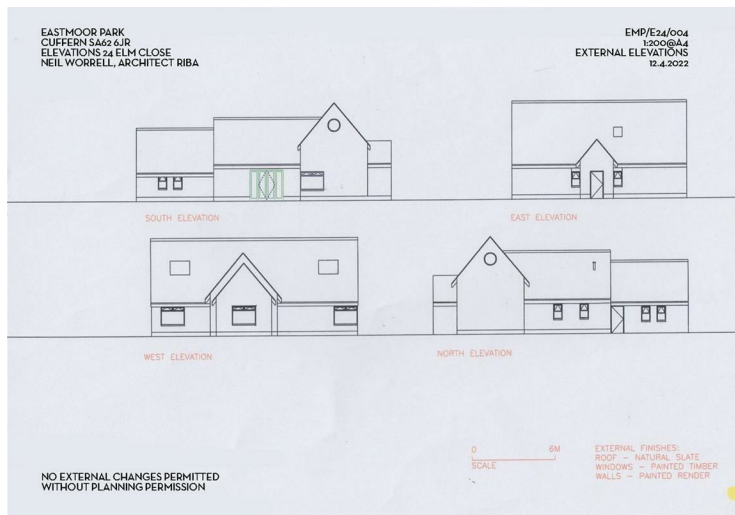 EASTMOOR PARK
CUFFERN SA62 6JR
ELEVATIONS 24 ELM CLOSE
NEIL WORRELL, ARCHITECT RIBA
EMP/E24/004
1:200@A4
EXTERNAL ELEVATIONS
12.4.2022
SOUTH ELEVATION
EAST ELEVATION
WEST ELEVATION
NORTH ELEVATION
0 6M
SCALE
EXTERNAL FINISHES:
ROOF – NATURAL SLATE
WINDOWS – PAINTED TIMBER
WALLS – PAINTED RENDER
NO EXTERNAL CHANGES PERMITTED
WITHOUT PLANNING PERMISSION